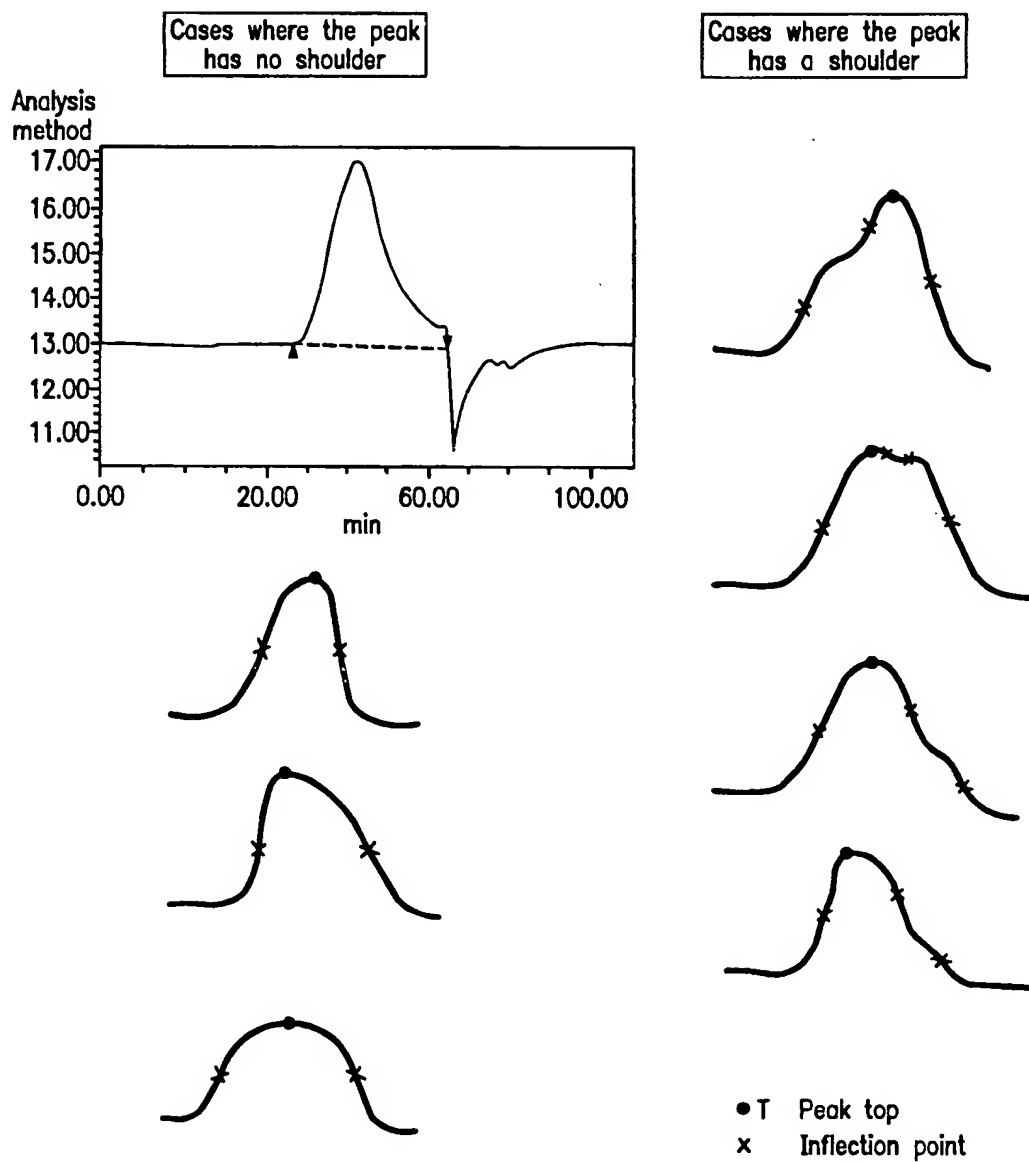 Cases where the peak
has no shoulder
Cases where the peak
has a shoulder
Analysis
method
17.00
16.00
15.00
14.00
13.00
12.00
11.00
0.00 20.00 60.00 100.00
min
● T Peak top
× Inflection point